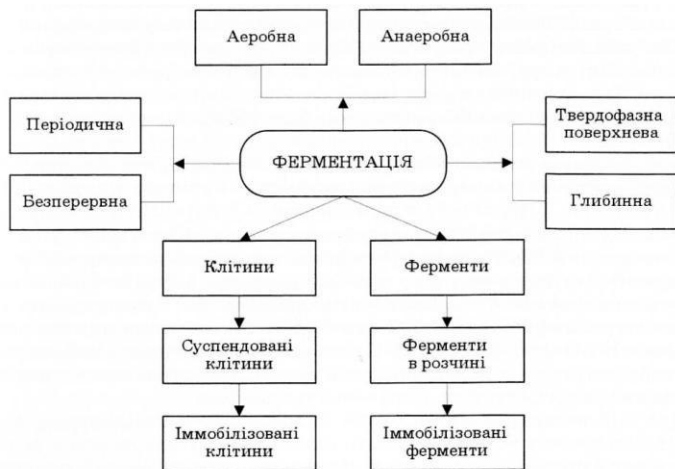 Аеробна
Анаеробна
Періодична
Безперервна
ФЕРМЕНТАЦІЯ
Твердофазна
поверхнева
Глибинна
Клітини
Ферменти
Суспендовані
клітини
Ферменти
в розчині
Іммобілізовані
клітини
Іммобілізовані
ферменти